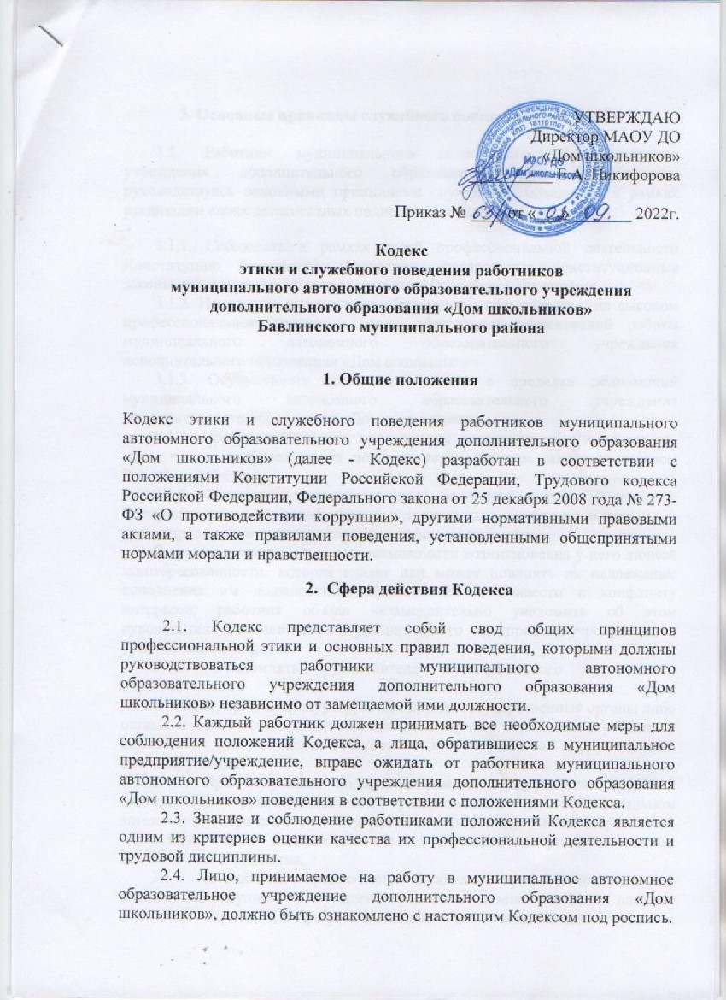 УТВЕРЖДАЮ
Директор МАОУ ДО
«Дом школьников»
Е.А. Никифорова
Приказ № 63 от « 01 » 09. 2022г.
МАОУ ДО
«Дом школьников»
Кодекс
этики и служебного поведения работников
муниципального автономного образовательного учреждения
дополнительного образования «Дом школьников»
Бавлинского муниципального района
1. Общие положения
Кодекс этики и служебного поведения работников муниципального
автономного образовательного учреждения дополнительного образования
«Дом школьников» (далее - Кодекс) разработан в соответствии с
положениями Конституции Российской Федерации, Трудового кодекса
Российской Федерации, Федерального закона от 25 декабря 2008 года № 273-
ФЗ «О противодействии коррупции», другими нормативными правовыми
актами, а также правилами поведения, установленными общепринятыми
нормами морали и нравственности.
2. Сфера действия Кодекса
2.1. Кодекс представляет собой свод общих принципов
профессиональной этики и основных правил поведения, которыми должны
руководствоваться работники муниципального автономного
образовательного учреждения дополнительного образования «Дом
школьников» независимо от замещаемой ими должности.
2.2. Каждый работник должен принимать все необходимые меры для
соблюдения положений Кодекса, а лица, обратившиеся в муниципальное
предприятие/учреждение, вправе ожидать от работника муниципального
автономного образовательного учреждения дополнительного образования
«Дом школьников» поведения в соответствии с положениями Кодекса.
2.3. Знание и соблюдение работниками положений Кодекса является
одним из критериев оценки качества их профессиональной деятельности и
трудовой дисциплины.
2.4. Лицо, принимаемое на работу в муниципальное автономное
образовательное учреждение дополнительного образования «Дом
школьников», должно быть ознакомлено с настоящим Кодексом под роспись.